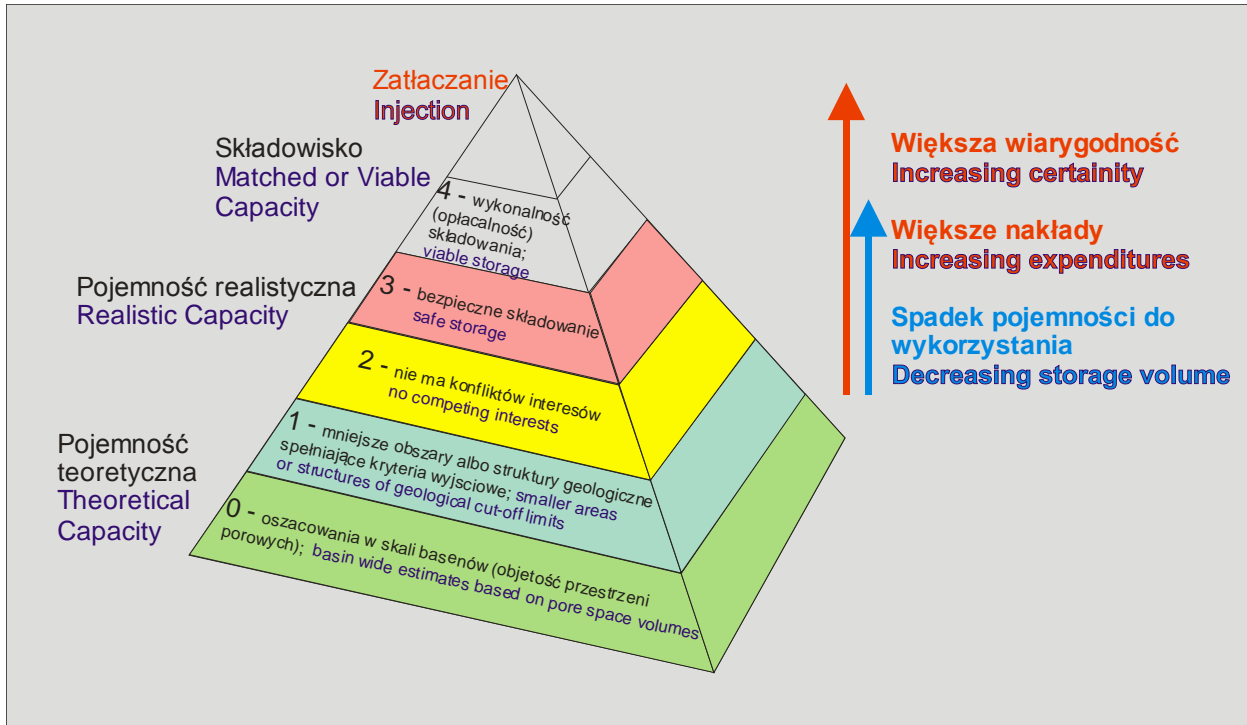 Zatłaczanie
Injection
Składowisko
Matched or Viable
Capacity
4 - wykonalność
(opłacalność)
składowania;
viable storage
Pojemność realistyczna
Realistic Capacity
3 - bezpieczne składowanie
safe storage
2 - nie ma konfliktów interesów
no competing interests
Pojemność
teoretyczna
Theoretical
Capacity
1 - mniejsze obszary albo struktury geologiczne
spełniające kryteria wyjsciowe; smaller areas
or structures of geological cut-off limits
0 - oszacowania w skali basenów (objetość przestrzeni
porowych); basin wide estimates based on pore space volumes
Większa wiarygodność
Increasing certainity
Większe nakłady
Increasing expenditures
Spadek pojemności do
wykorzystania
Decreasing storage volume